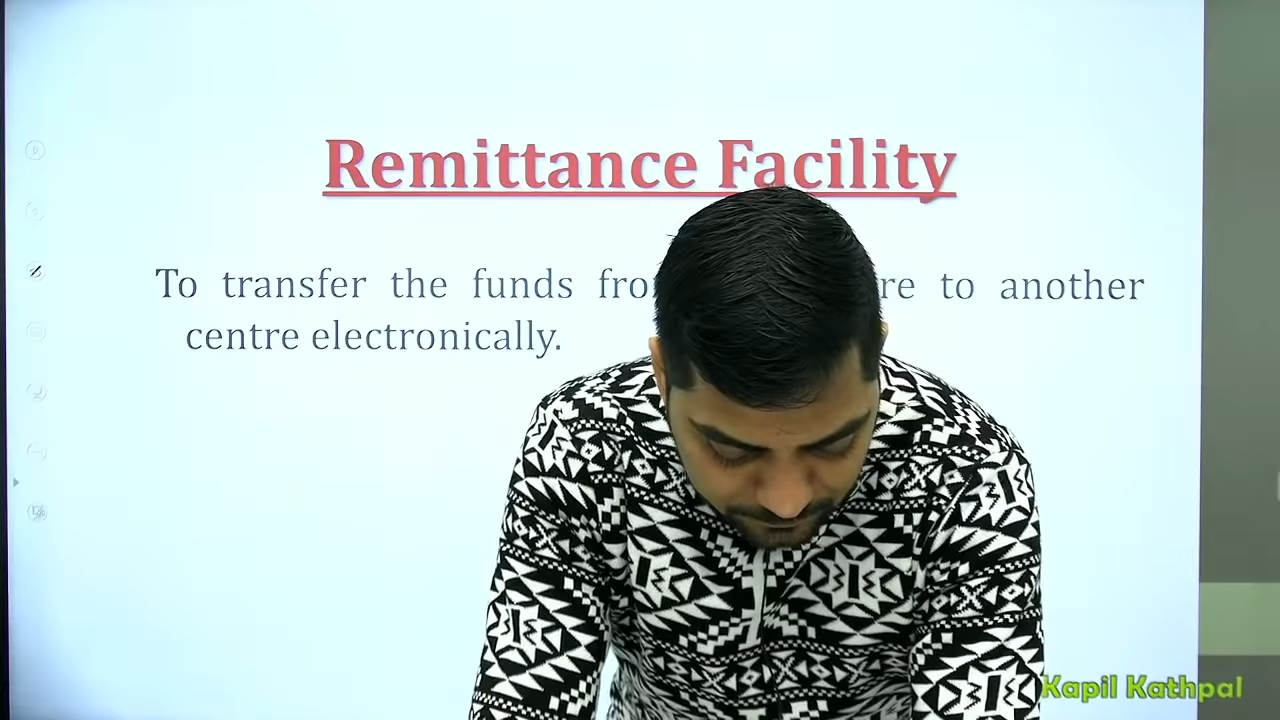 Remittance Facility
To transfer the funds to another
centre electronically.
Kapil Kathpal